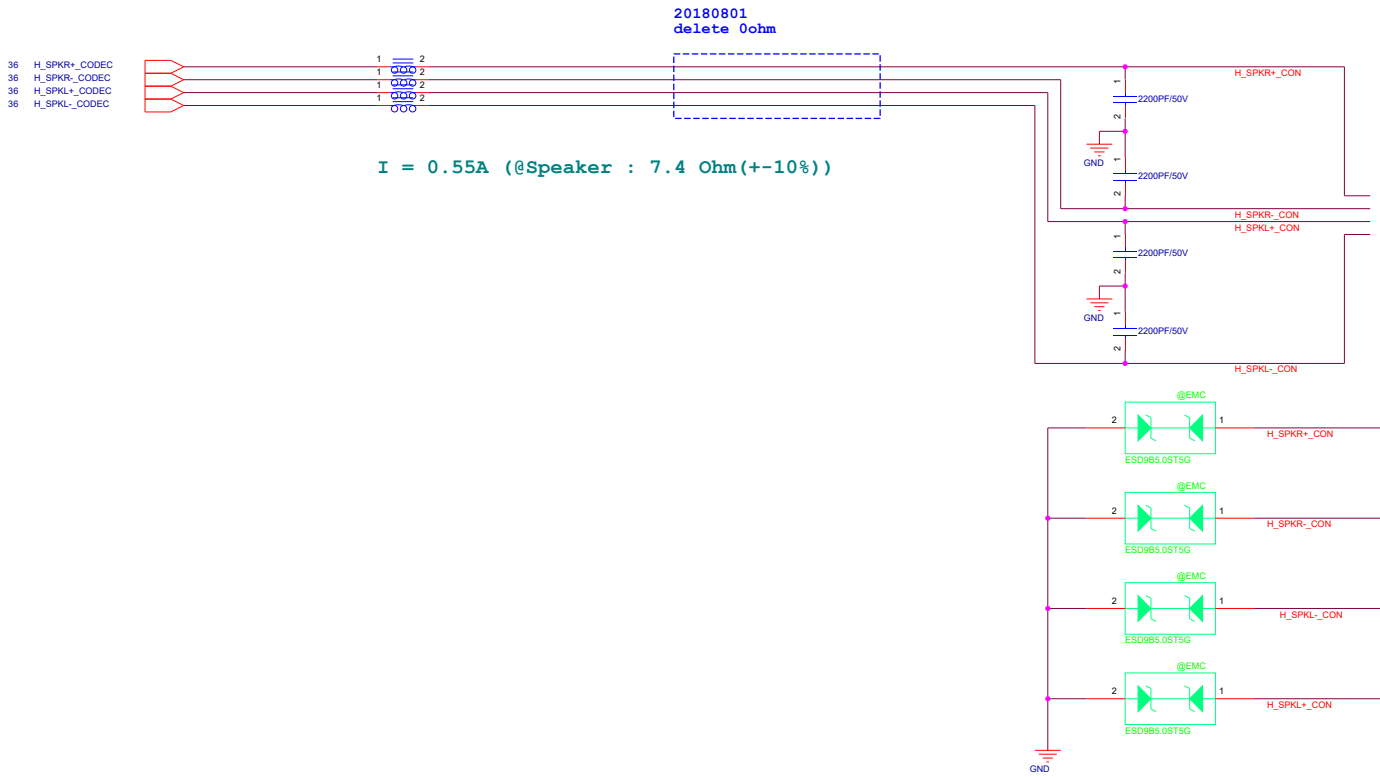 20180801
delete 0ohm
36 H_SPKR+_CODEC 1 2
36 H_SPKR-_CODEC 1 2
36 H_SPKL+_CODEC 1 2
36 H_SPKL-_CODEC 1 2
H_SPKR+_CON
1
2200PF/50V
2
GND
1
2200PF/50V
2
I = 0.55A (@Speaker : 7.4 Ohm(+-10%))
H_SPKR-_CON
H_SPKL+_CON
1
2200PF/50V
2
GND
1
2200PF/50V
2
H_SPKL-_CON
@EMC
2 1
H_SPKR+_CON
ESD9B5.0ST5G
@EMC
2 1
H_SPKR-_CON
ESD9B5.0ST5G
@EMC
2 1
H_SPKL-_CON
ESD9B5.0ST5G
@EMC
2 1
H_SPKL+_CON
ESD9B5.0ST5G
GND